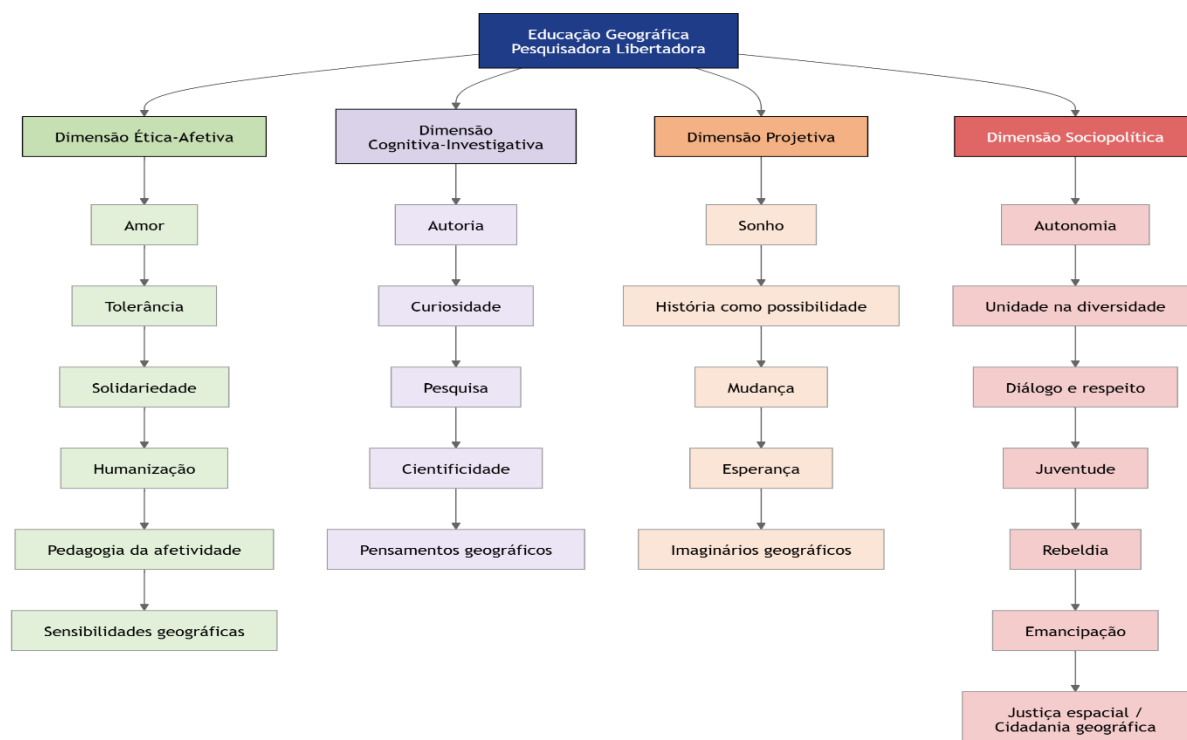 Educação Geográfica
Pesquisadora Libertadora
Dimensão Ética-Afetiva
Dimensão
Cognitiva-Investigativa
Dimensão Projetiva
Dimensão Sociopolítica
Amor
Autoria
Sonho
Autonomia
Tolerância
Curiosidade
História como possibilidade
Unidade na diversidade
Solidariedade
Pesquisa
Mudança
Diálogo e respeito
Humanização
Cientificidade
Esperança
Juventude
Pedagogia da afetividade
Pensamentos geográficos
Imaginários geográficos
Rebeldia
Sensibilidades geográficas
Emancipação
Justiça espacial /
Cidadania geográfica